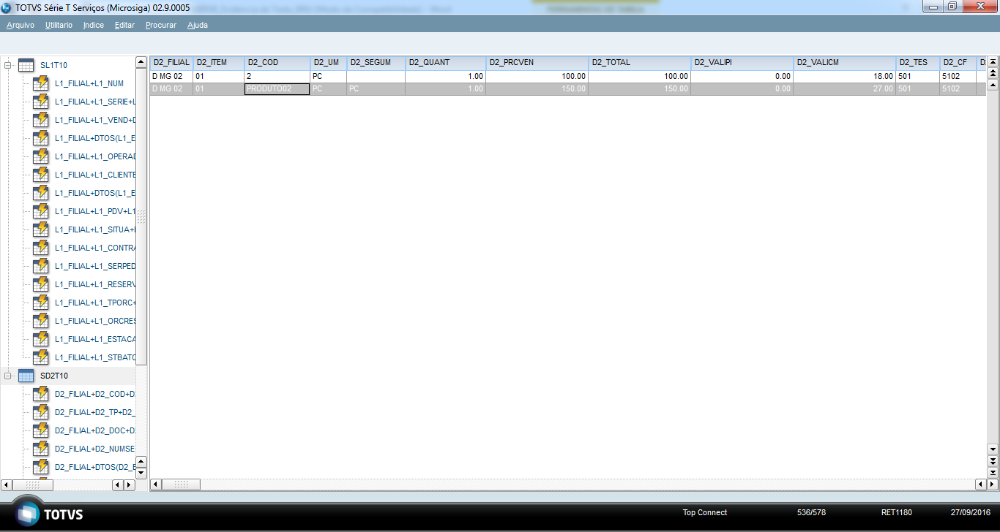 TOTVS Série T Serviços (Microsiga) 02.9.0005
Arquivo Utilitario Indice Editar Procurar Ajuda
SL1T10
L1_FILIAL+L1_NUM
L1_FILIAL+L1_SERIE+L
L1_FILIAL+L1_VEND+D
L1_FILIAL+DTOS(L1_E
L1_FILIAL+L1_OPERAD
L1_FILIAL+L1_CLIENTE
L1_FILIAL+DTOS(L1_E
L1_FILIAL+L1_PDV+L1
L1_FILIAL+L1_SITUA+
L1_FILIAL+L1_CONTRA
L1_FILIAL+L1_SERPED
L1_FILIAL+L1_RESERV
L1_FILIAL+L1_TPORC+
L1_FILIAL+L1_ORCRES
L1_FILIAL+L1_ESTACA
L1_FILIAL+L1_STBATC
SD2T10
D2_FILIAL+D2_COD+D
D2_FILIAL+D2_TP+D2_
D2_FILIAL+D2_DOC+D
D2_FILIAL+D2_NUMSE
D2_FILIAL+DTOS(D2_E
D2_FILIAL D2_ITEM D2_COD D2_UM D2_SEGUM D2_QUANT D2_PRCVEN D2_TOTAL D2_VALIPI D2_VALICM D2_TES D2_CF
D MG 02 01 2 PC 1.00 100.00 100.00 0.00 18.00 501 5102
D MG 02 01 PRODUTO02 PC PC 1.00 150.00 150.00 0.00 27.00 501 5102
TOTVS
Top Connect 536/578 RET1180 27/09/2016